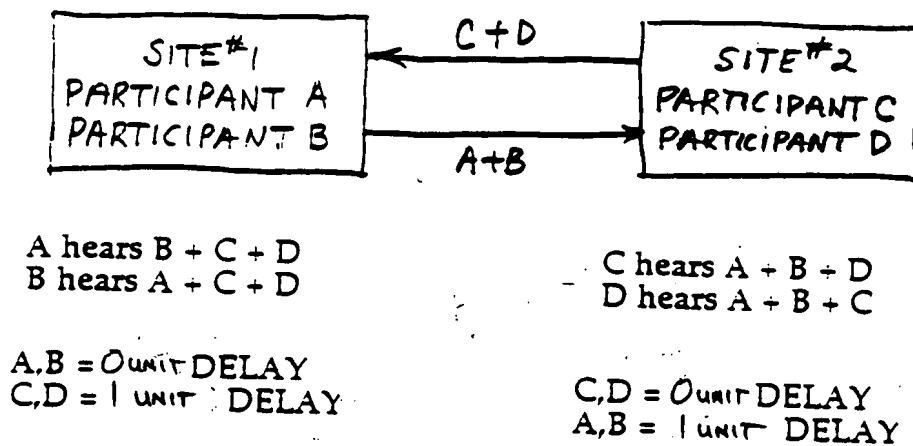 SITE #1
PARTICIPANT A
PARTICIPANT B
C+D
A+B
SITE #2
PARTICIPANT C
PARTICIPANT D
A hears B + C + D
B hears A + C + D
A,B = 0 unit DELAY
C,D = 1 unit DELAY
C hears A + B + D
D hears A + B + C
C,D = 0 unit DELAY
A,B = 1 unit DELAY